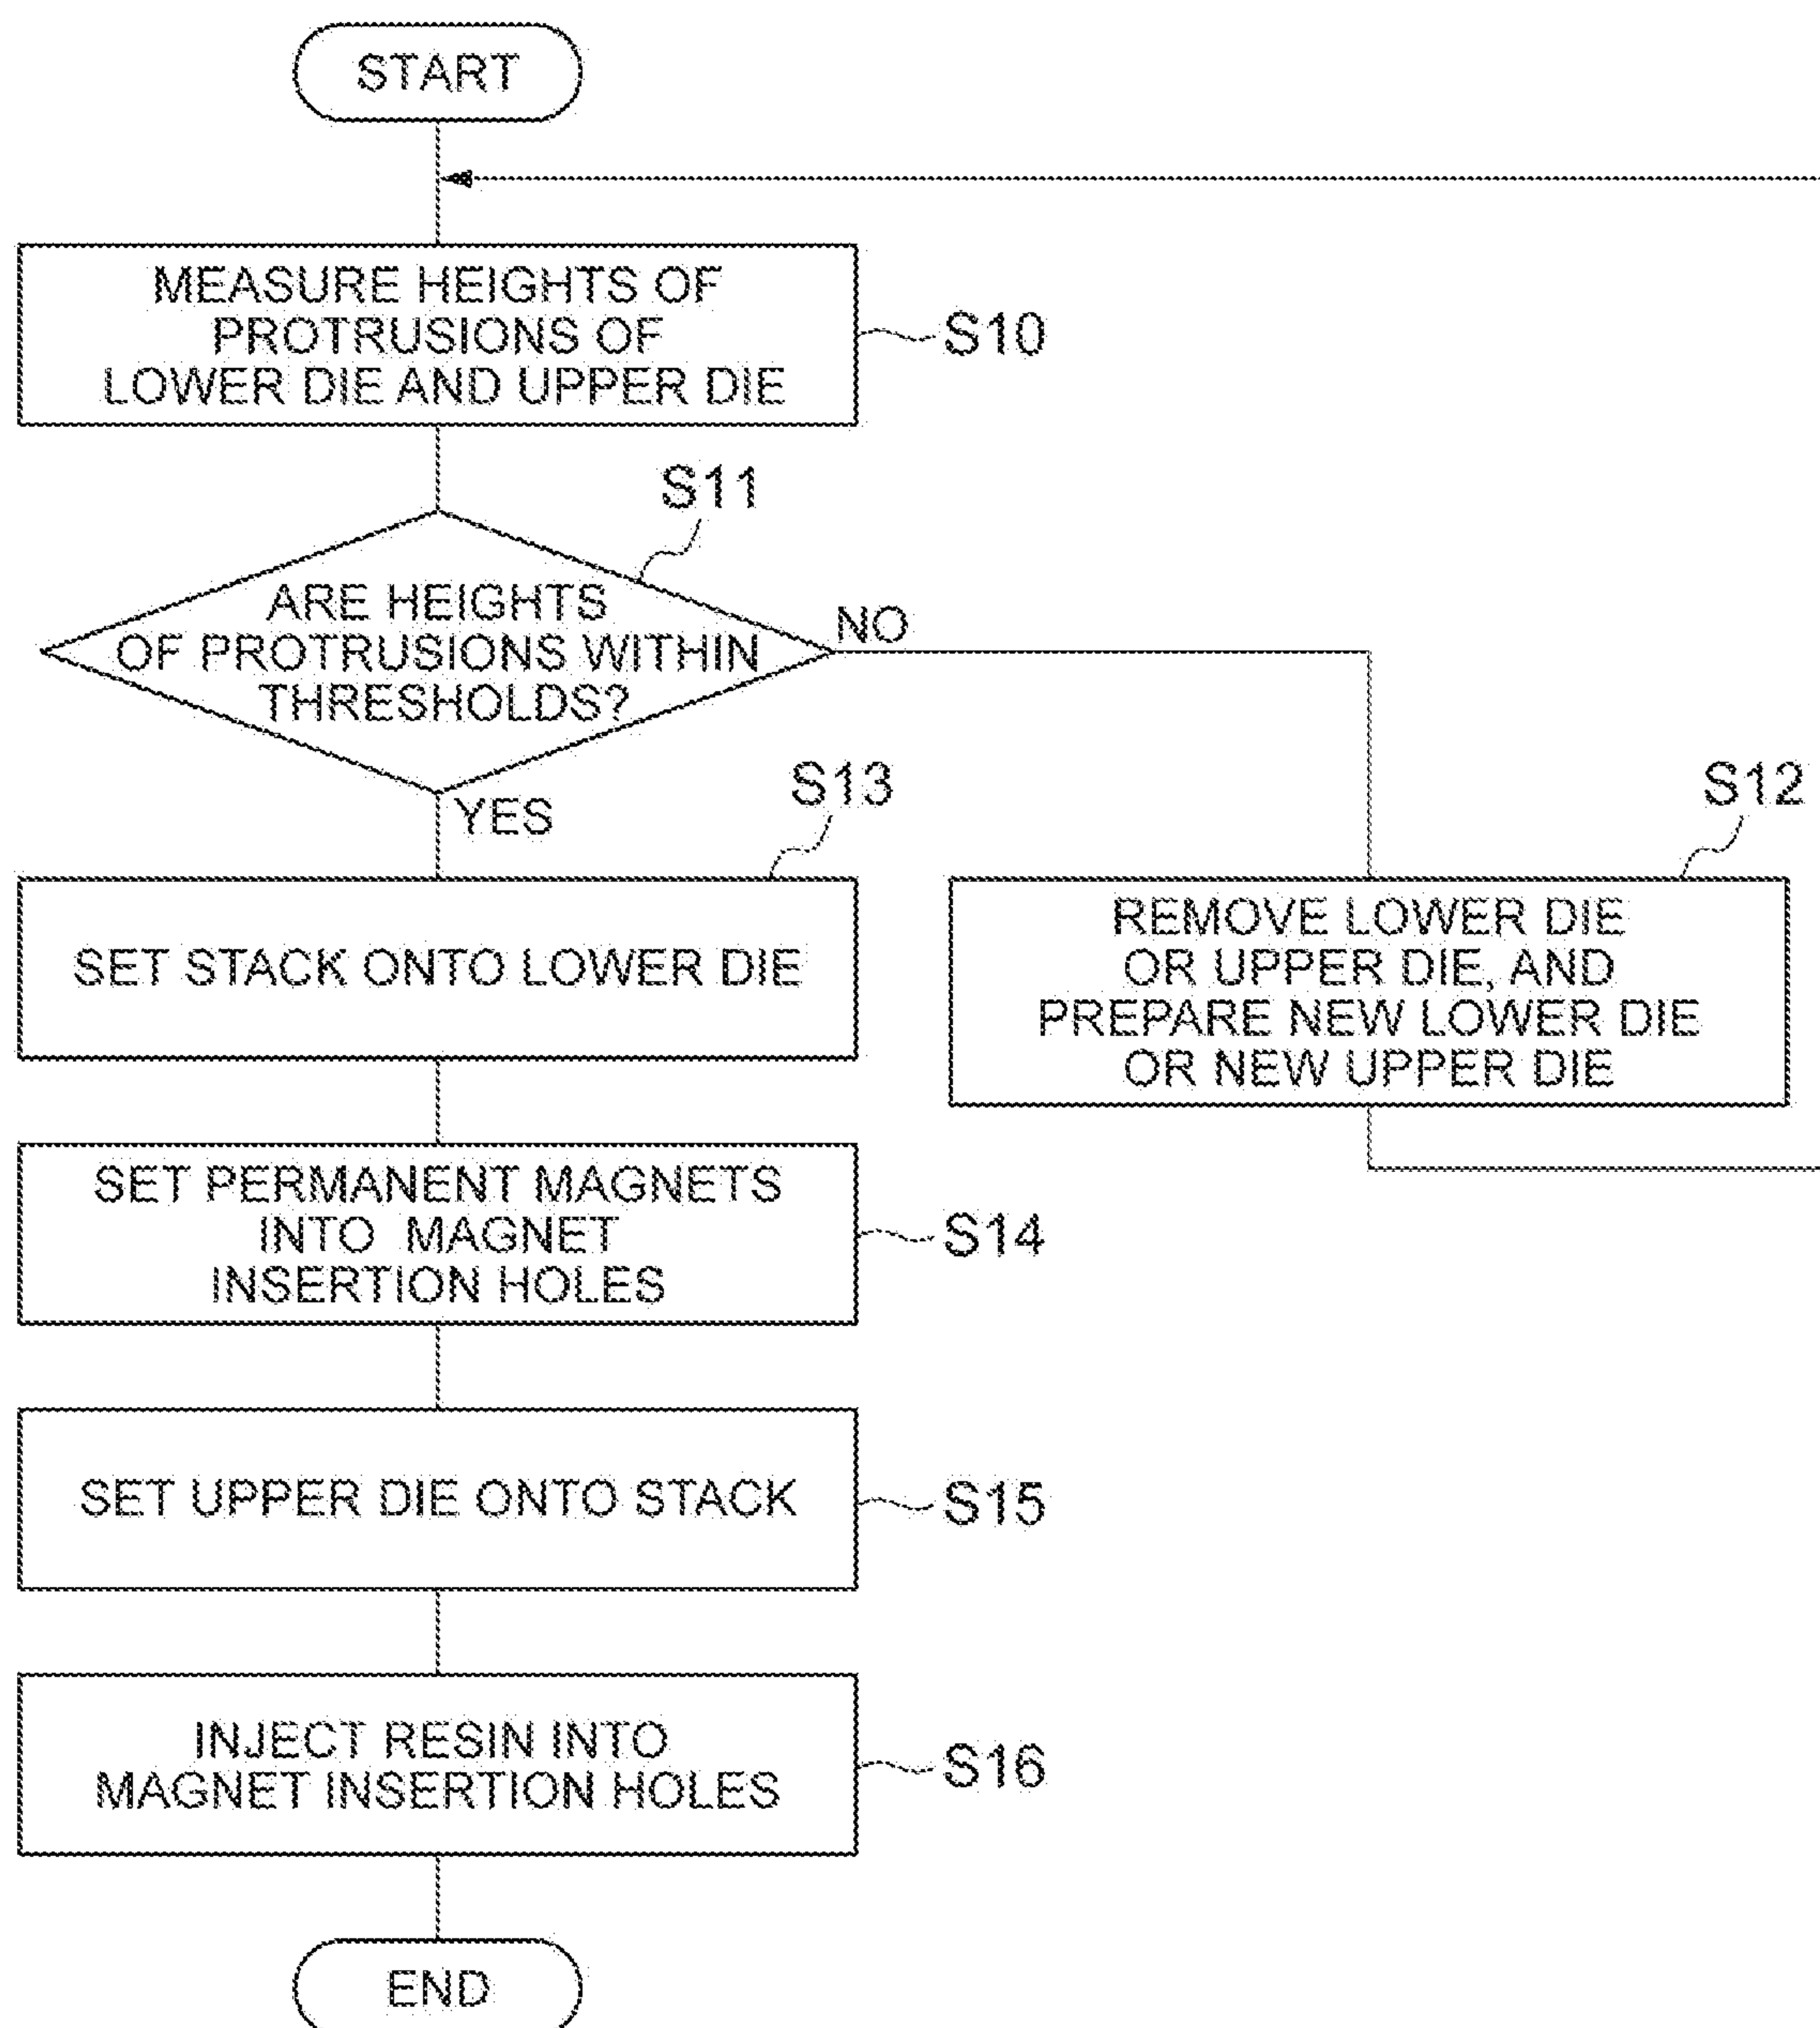 START
MEASURE HEIGHTS OF
PROTRUSIONS OF
LOWER DIE AND UPPER DIE
S10
S11
ARE HEIGHTS
OF PROTRUSIONS WITHIN
THRESHOLDS?
NO
YES
S13
SET STACK ONTO LOWER DIE
S12
REMOVE LOWER DIE
OR UPPER DIE, AND
PREPARE NEW LOWER DIE
OR NEW UPPER DIE
SET PERMANENT MAGNETS
INTO MAGNET
INSERTION HOLES
S14
SET UPPER DIE ONTO STACK
S15
INJECT RESIN INTO
MAGNET INSERTION HOLES
S16
END